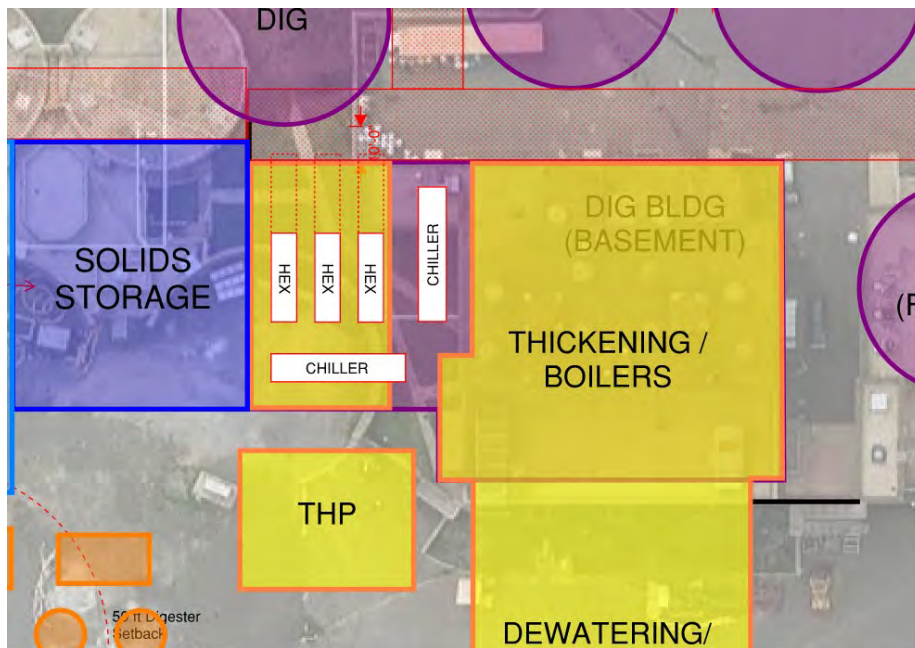 DIG
DIG BLDG
(BASEMENT)
SOLIDS
STORAGE
HEX
HEX
HEX
CHILLER
THICKENING /
BOILERS
CHILLER
THP
50 ft Digester
Setback
DEWATERING/